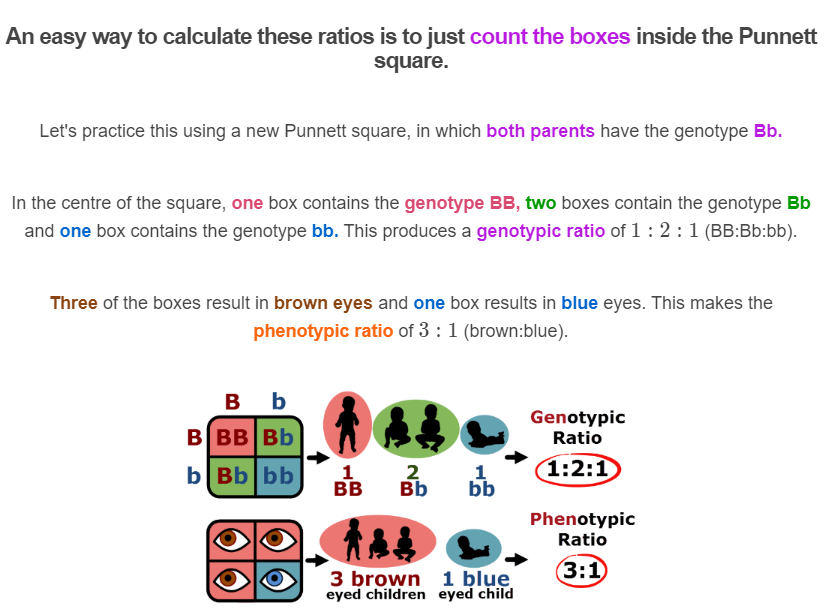 An easy way to calculate these ratios is to just count the boxes inside the Punnett
square.
Let's practice this using a new Punnett square, in which both parents have the genotype Bb.
In the centre of the square, one box contains the genotype BB, two boxes contain the genotype Bb
and one box contains the genotype bb. This produces a genotypic ratio of 1 : 2 : 1 (BB:Bb:bb).
Three of the boxes result in brown eyes and one box results in blue eyes. This makes the
phenotypic ratio of 3 : 1 (brown:blue).
B b
B BB Bb
b Bb bb
1 2 1
BB Bb bb
Genotypic
Ratio
1:2:1
3 brown 1 blue
eyed children eyed child
Phenotypic
Ratio
3:1